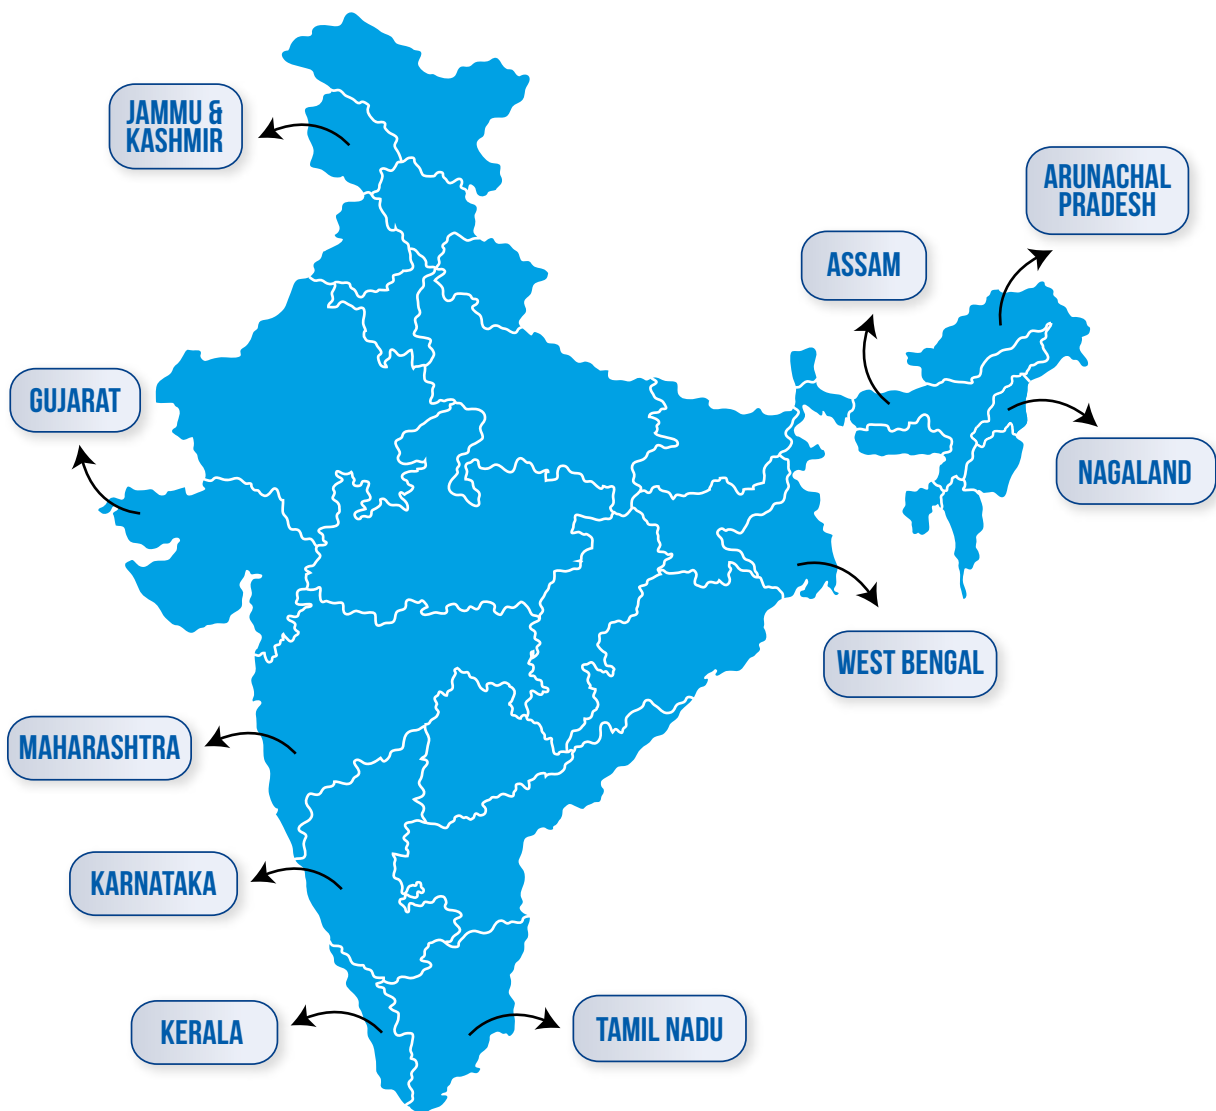 JAMMU &
KASHMIR
ARUNACHAL
PRADESH
ASSAM
GUJARAT
NAGALAND
WEST BENGAL
MAHARASHTRA
KARNATAKA
KERALA
TAMIL NADU